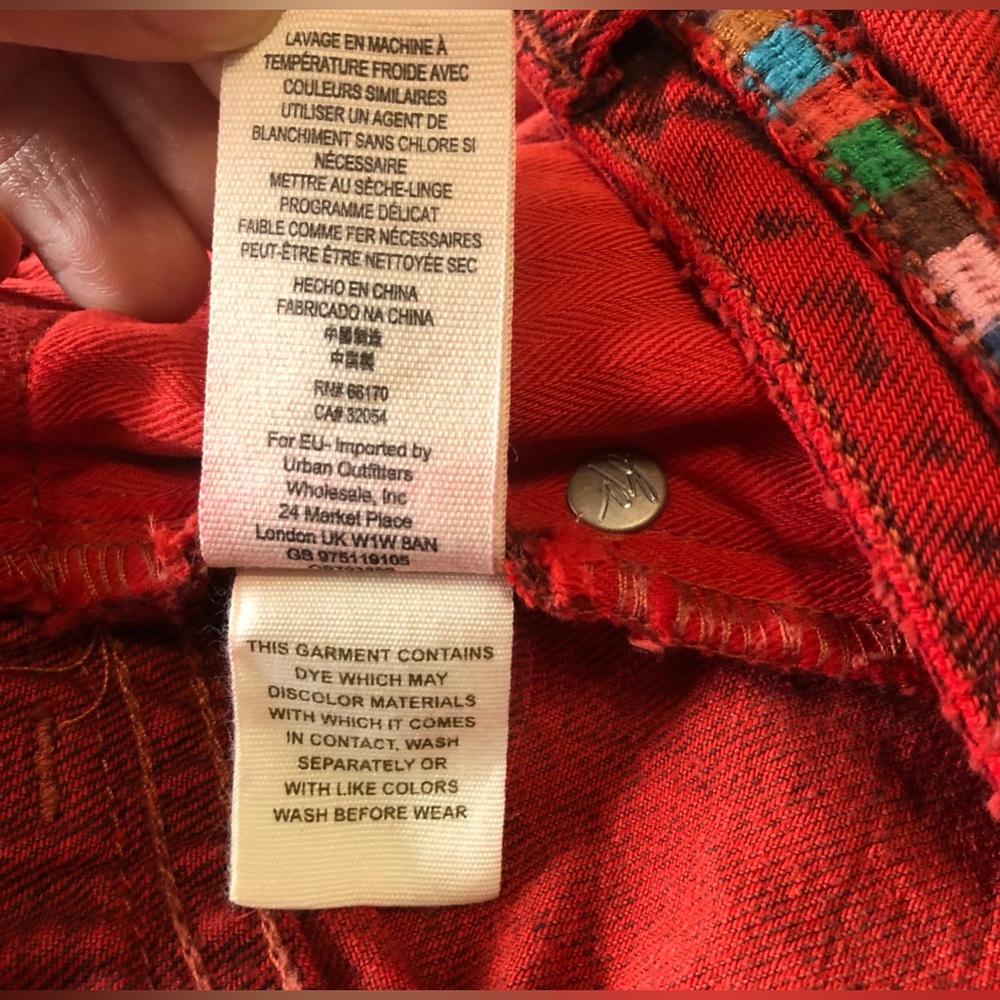 LAVAGE EN MACHINE À
TEMPÉRATURE FROIDE AVEC
COULEURS SIMILAIRES
UTILISER UN AGENT DE
BLANCHIMENT SANS CHLORE SI
NÉCESSAIRE
METTRE AU SÈCHE-LINGE
PROGRAMME DÉLICAT
FAIBLE COMME FER NÉCESSAIRES
PEUT-ÊTRE ÊTRE NETTOYÉE SEC
HECHO EN CHINA
FABRICADO NA CHINA
中國製造
中国製
RN# 66170
CA# 32054
For EU- Imported by
Urban Outfitters
Wholesale, Inc
24 Market Place
London UK W1W 8AN
GB 975119105
THIS GARMENT CONTAINS
DYE WHICH MAY
DISCOLOR MATERIALS
WITH WHICH IT COMES
IN CONTACT, WASH
SEPARATELY OR
WITH LIKE COLORS
WASH BEFORE WEAR